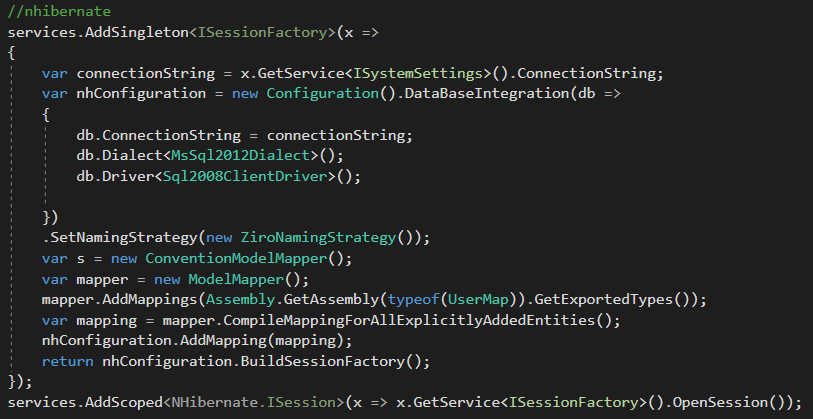 //nhibernate
services.AddSingleton<ISessionFactory>(x =>
{
    var connectionString = x.GetService<ISystemSettings>().ConnectionString;
    var nhConfiguration = new Configuration().DataBaseIntegration(db =>
    {
        db.ConnectionString = connectionString;
        db.Dialect<MsSql2012Dialect>();
        db.Driver<Sql2008ClientDriver>();

    })
    .SetNamingStrategy(new ZiroNamingStrategy());
    var s = new ConventionModelMapper();
    var mapper = new ModelMapper();
    mapper.AddMappings(Assembly.GetAssembly(typeof(UserMap)).GetExportedTypes());
    var mapping = mapper.CompileMappingForAllExplicitlyAddedEntities();
    nhConfiguration.AddMapping(mapping);
    return nhConfiguration.BuildSessionFactory();
});
services.AddScoped<NHibernate.ISession>(x => x.GetService<ISessionFactory>().OpenSession());